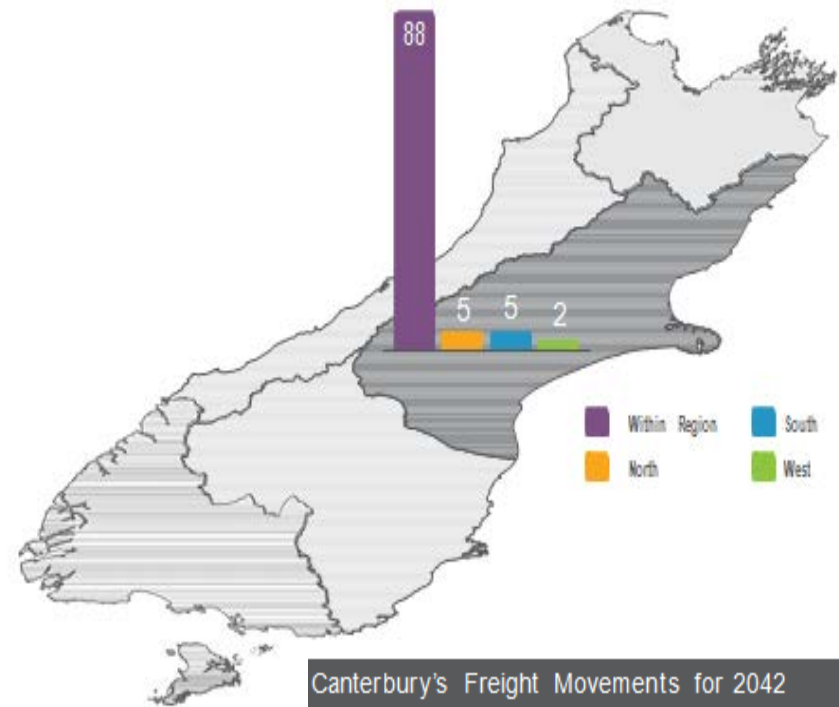 88
5 5 2
Within Region South
North West
Canterbury's Freight Movements for 2042